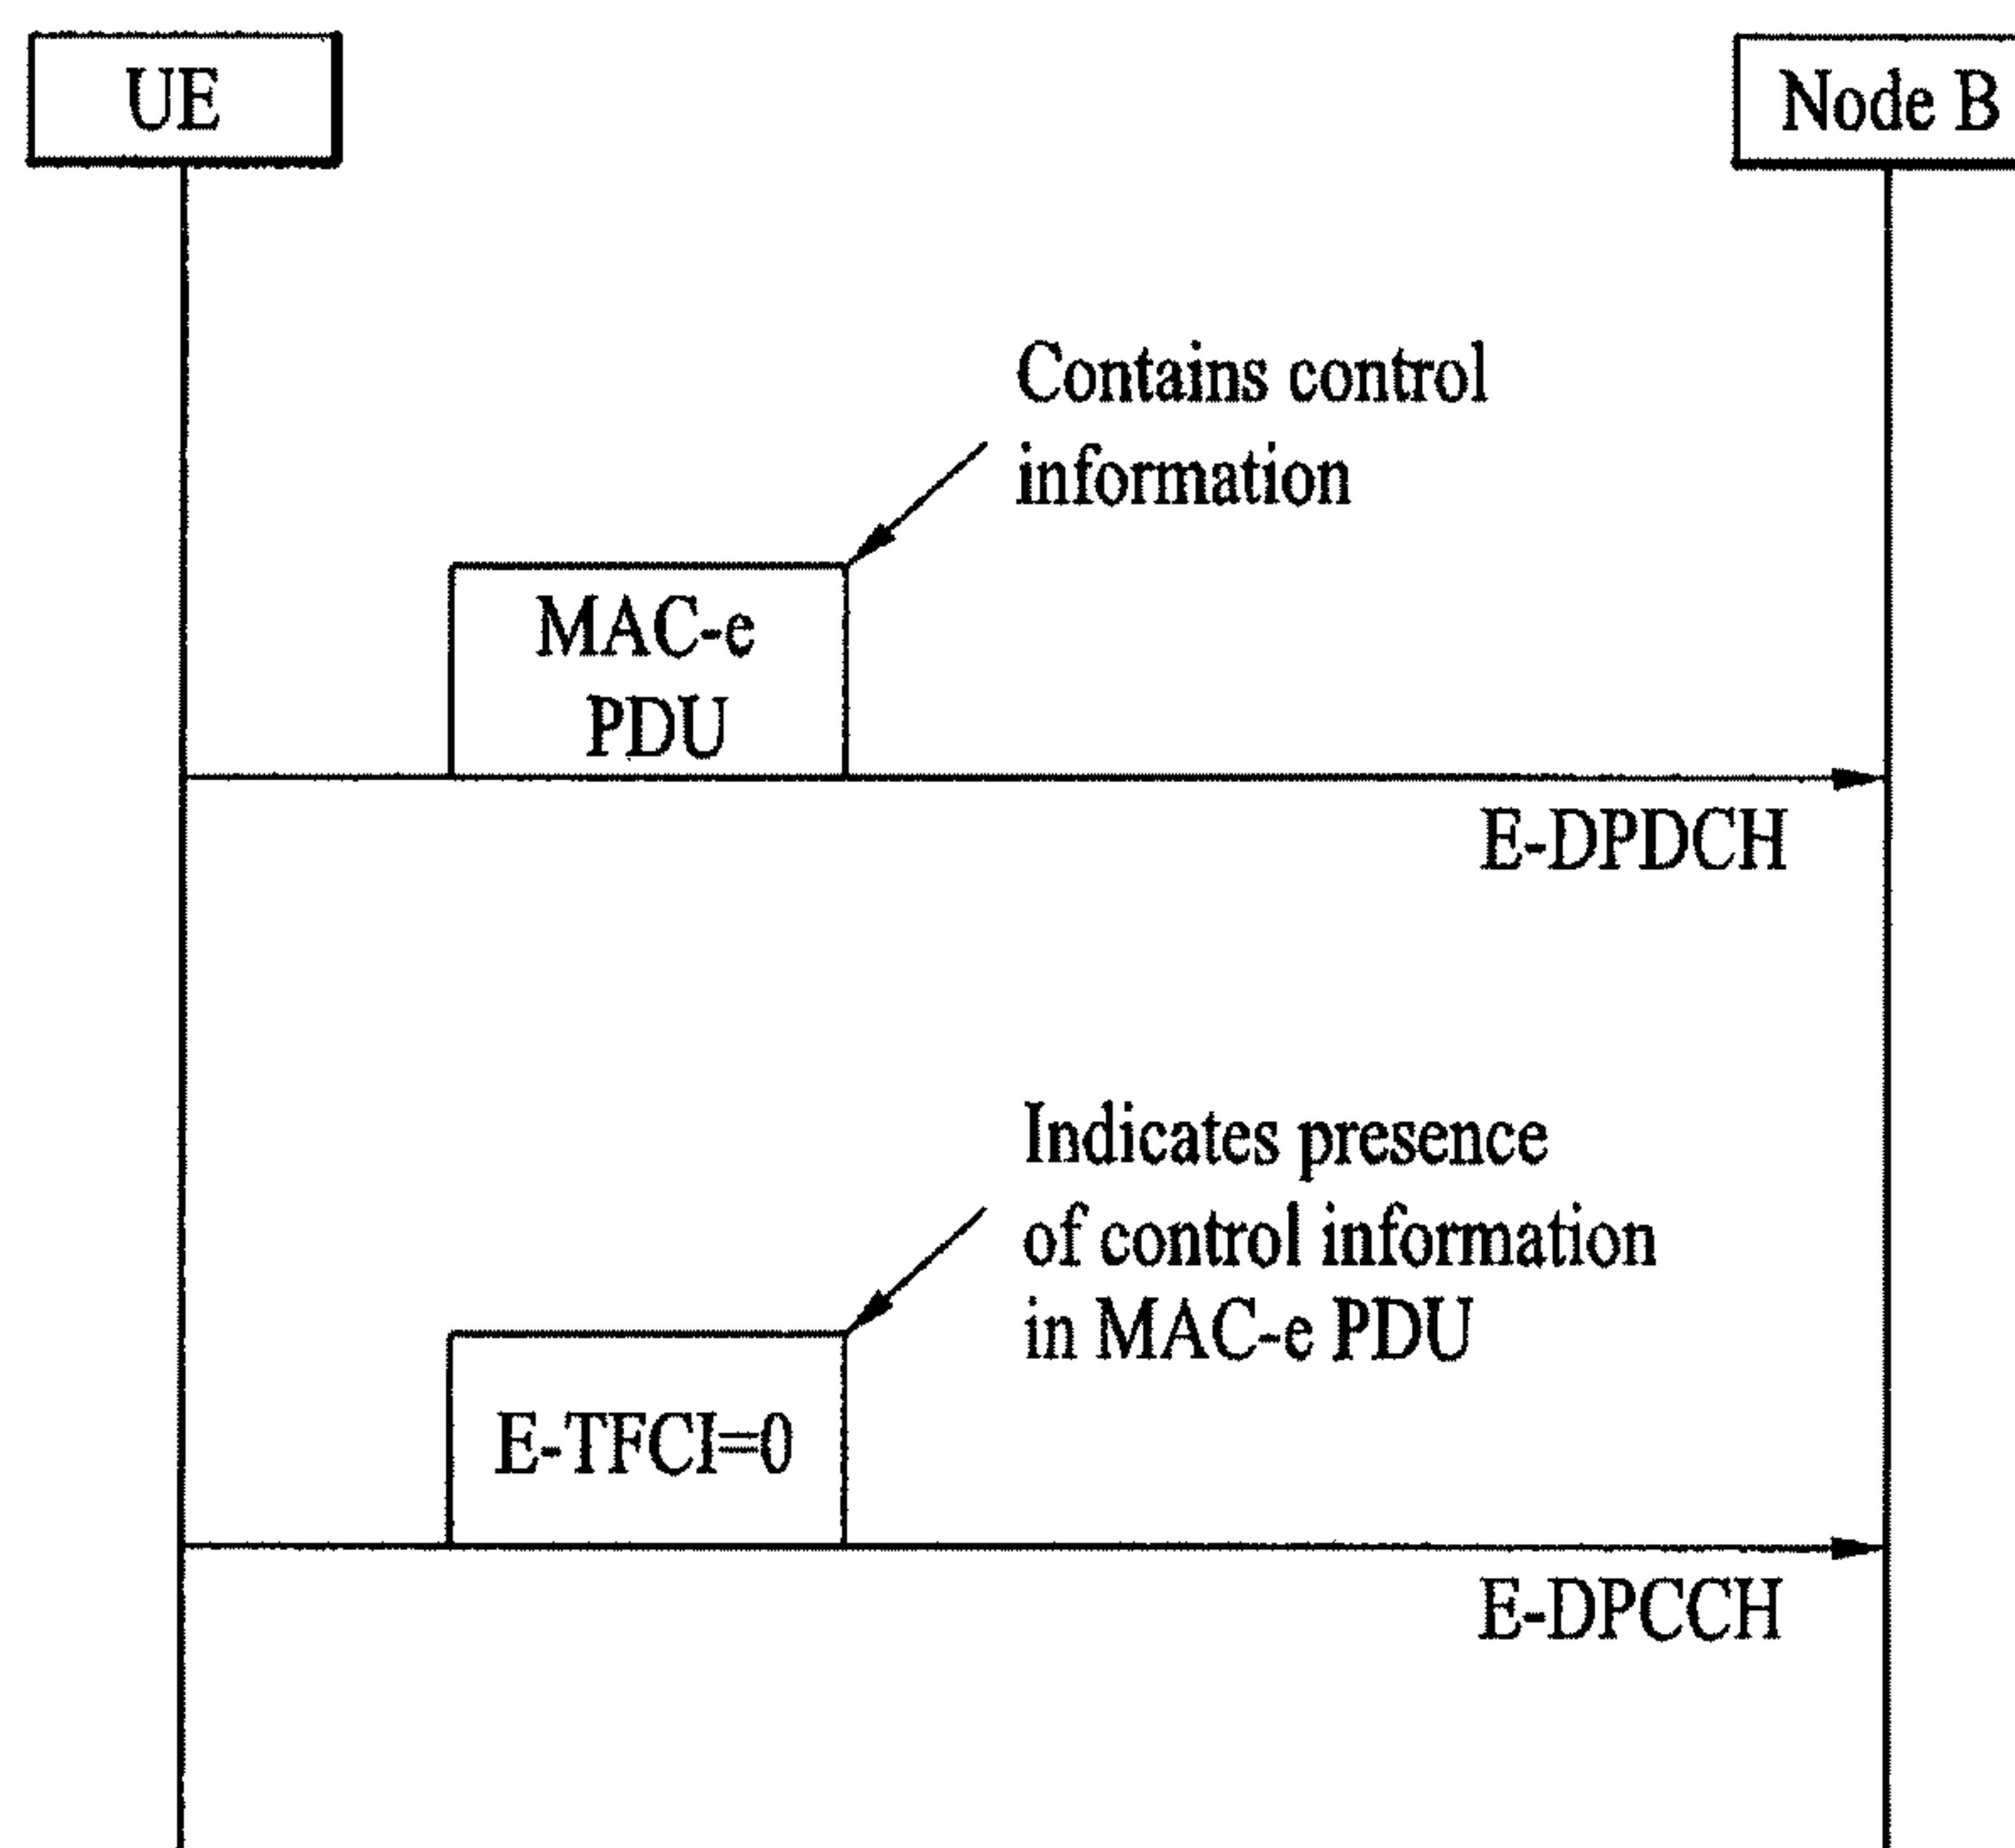 UE
Node B
Contains control
information
MAC-e
PDU
E-DPDCH
Indicates presence
of control information
in MAC-e PDU
E-TFCI=0
E-DPCCH